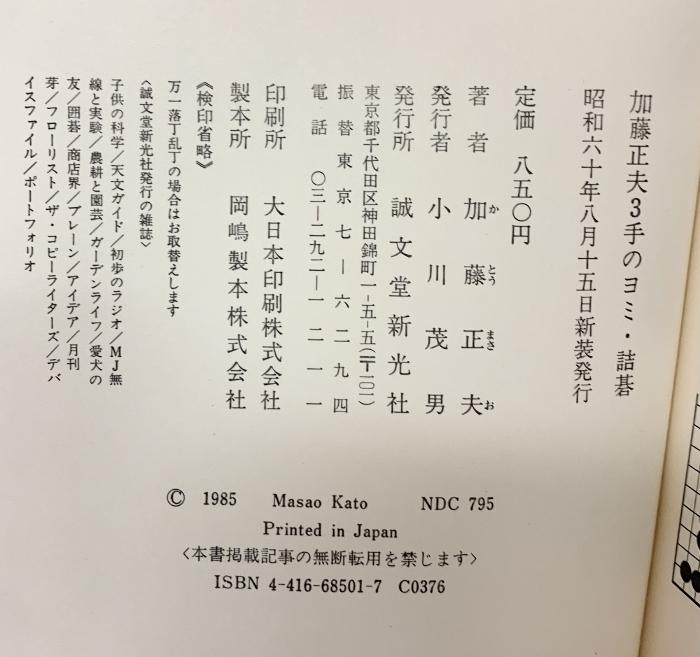 加藤正夫3手のヨミ・詰碁
昭和六十年八月十五日新装発行
定価 八五〇円
著者 加藤正夫
か とう まさ お
発行者 小川茂男
発行所 誠文堂新光社
東京都千代田区神田錦町一-五-五(〒一〇一)
振替東京七―六二九四
電話 〇三―二九二―一二一一
印刷所 大日本印刷株式会社
製本所 岡嶋製本株式会社
《検印省略》
万一落丁乱丁の場合はお取替えします
〈誠文堂新光社発行の雑誌〉
子供の科学/天文ガイド/初歩のラジオ/MJ無
線と実験/農耕と園芸/ガーデンライフ/愛犬の
友/囲碁/商店界/ブレーン/アイデア/月刊
芽/フローリスト/ザ・コピーライターズ/デバ
イスファイル/ポートフォリオ
© 1985 Masao Kato NDC 795
Printed in Japan
〈本書掲載記事の無断転用を禁じます〉
ISBN 4-416-68501-7 C0376